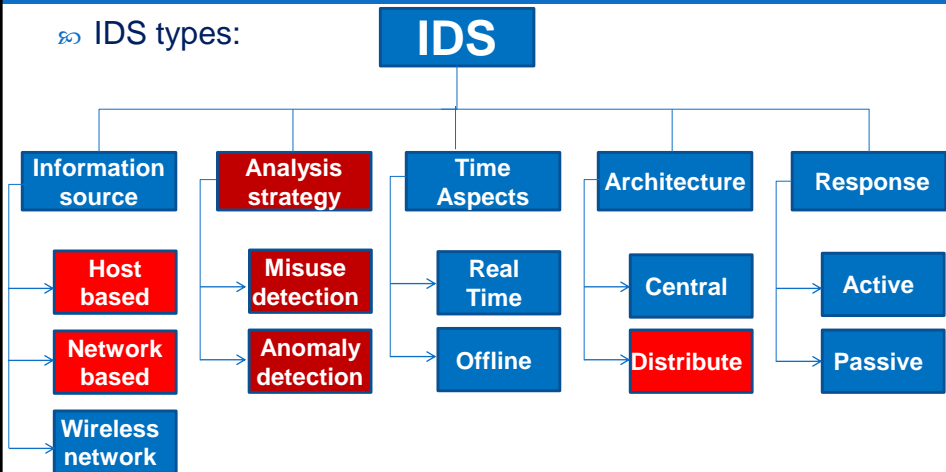 IDS types:
IDS
Information
source
Analysis
strategy
Time
Aspects
Architecture
Response
Host
based
Misuse
detection
Real
Time
Central
Active
Network
based
Anomaly
detection
Offline
Distribute
Passive
Wireless
network